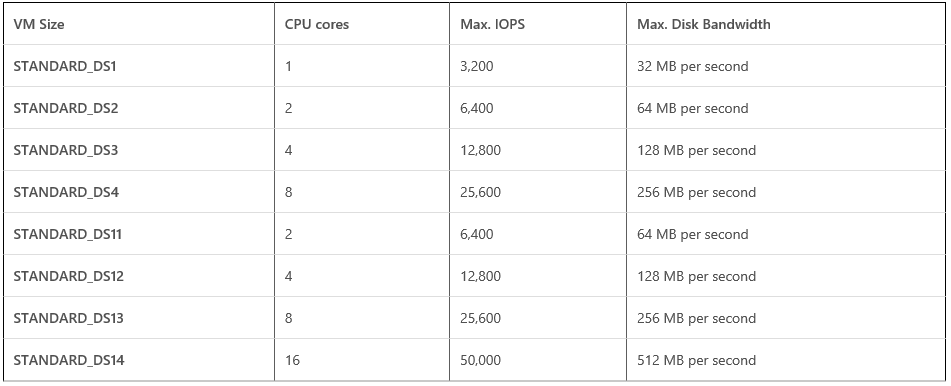 VM Size CPU cores Max. IOPS Max. Disk Bandwidth
STANDARD_DS1 1 3,200 32 MB per second
STANDARD_DS2 2 6,400 64 MB per second
STANDARD_DS3 4 12,800 128 MB per second
STANDARD_DS4 8 25,600 256 MB per second
STANDARD_DS11 2 6,400 64 MB per second
STANDARD_DS12 4 12,800 128 MB per second
STANDARD_DS13 8 25,600 256 MB per second
STANDARD_DS14 16 50,000 512 MB per second